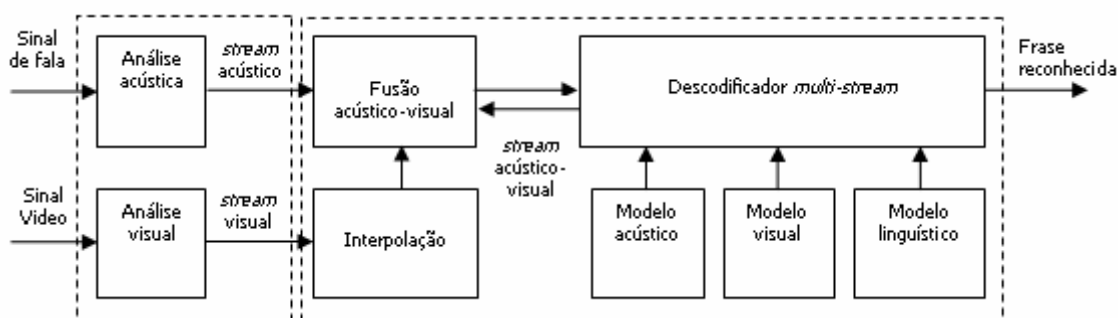 Sinal
de fala
Análise
acústica
stream
acústico
Fusão
acústico-visual
Descodificador multi-stream
Frase
reconhecida
stream
acústico-
visual
Sinal
Video
Análise
visual
stream
visual
Interpolação
Modelo
acústico
Modelo
visual
Modelo
linguístico